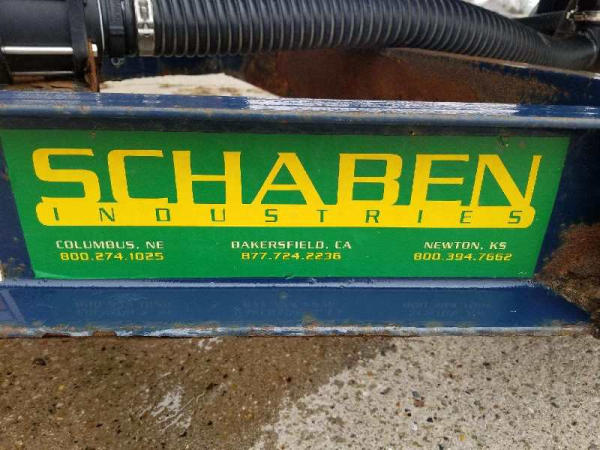 SCHABEN
INDUSTRIES
COLUMBUS, NE BAKERSFIELD, CA NEWTON, KS
800.274.1025 877.724.2236 800.394.7662